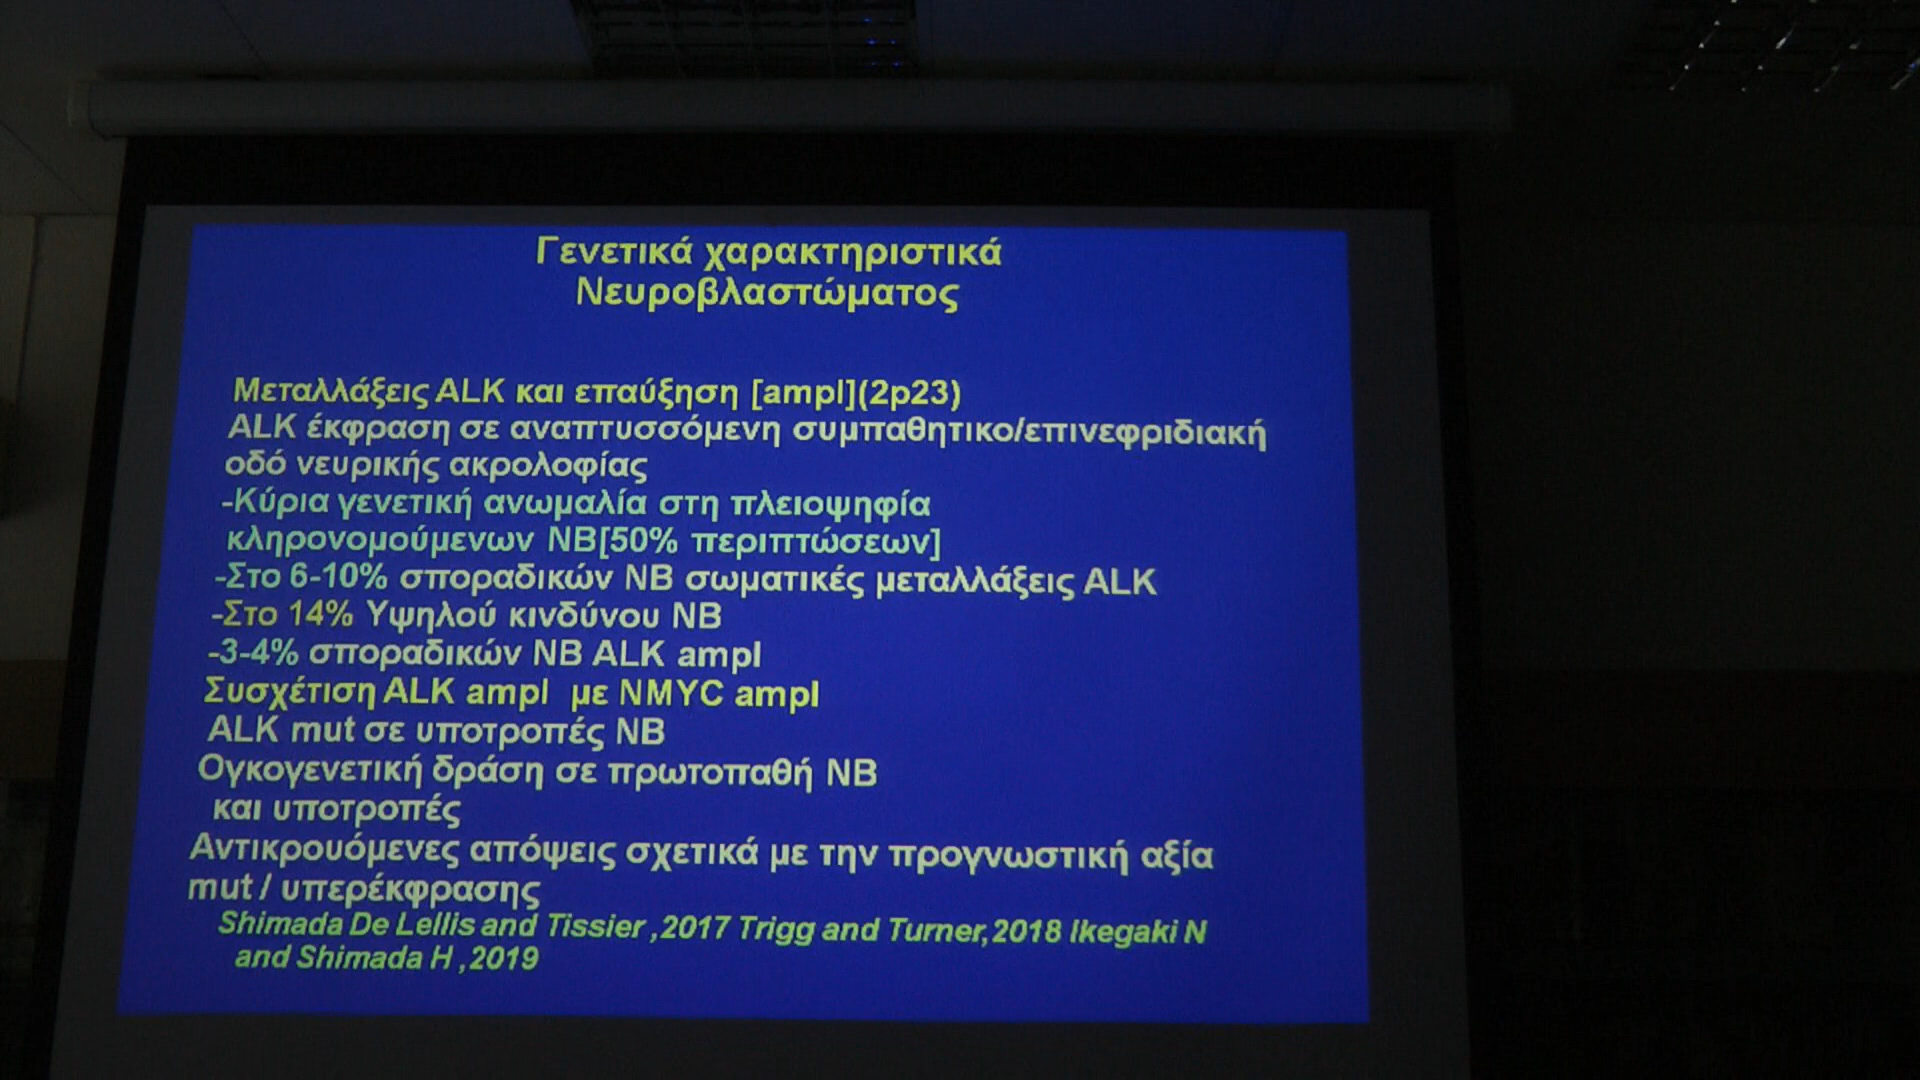 Γενετικά χαρακτηριστικά
Νευροβλαστώματος
Μεταλλάξεις ALK και επαύξηση [ampl](2p23)
ALK έκφραση σε αναπτυσσόμενη συμπαθητικο/επινεφριδιακή
οδό νευρικής ακρολοφίας
-Κύρια γενετική ανωμαλία στη πλειοψηφία
κληρονομούμενων NB[50% περιπτώσεων]
-Στο 6-10% σποραδικών NB σωματικές μεταλλάξεις ALK
-Στο 14% Υψηλού κινδύνου NB
-3-4% σποραδικών NB ALK ampl
Συσχέτιση ALK ampl με NMYC ampl
ALK mut σε υποτροπές NB
Ογκογενετική δράση σε πρωτοπαθή NB
και υποτροπές
Αντικρουόμενες απόψεις σχετικά με την προγνωστική αξία
mut / υπερέκφρασης
Shimada De Lellis and Tissier ,2017 Trigg and Turner,2018 Ikegaki N
and Shimada H ,2019